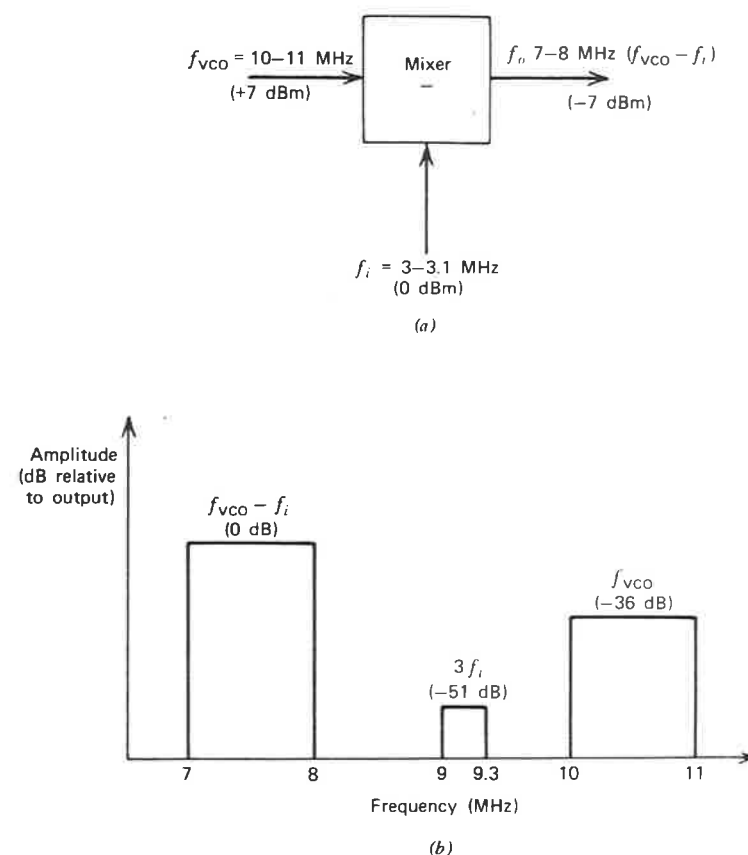 f_VCO = 10–11 MHz
(+7 dBm)
Mixer
–
f_o 7–8 MHz (f_VCO – f_i)
(–7 dBm)
f_i = 3–3.1 MHz
(0 dBm)
(a)
Amplitude
(dB relative
to output)
f_VCO – f_i
(0 dB)
3f_i
(–51 dB)
f_VCO
(–36 dB)
7 8 9 9.3 10 11
Frequency (MHz)
(b)